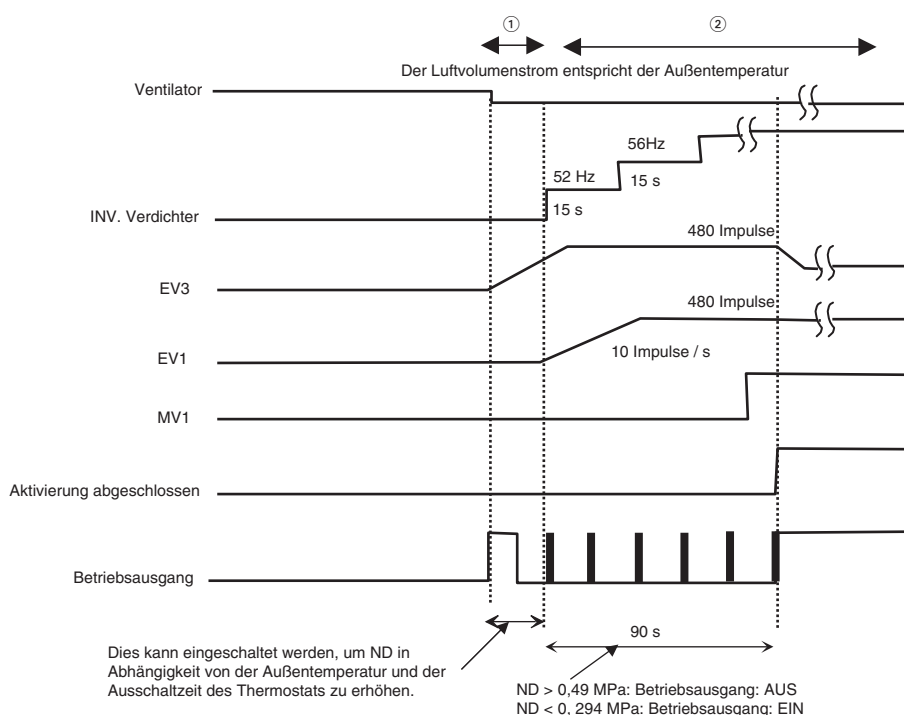 ① ②
Der Luftvolumenstrom entspricht der Außentemperatur
Ventilator
56Hz
52 Hz
15 s
15 s
INV. Verdichter
480 Impulse
EV3
480 Impulse
10 Impulse / s
EV1
MV1
Aktivierung abgeschlossen
Betriebsausgang
90 s
Dies kann eingeschaltet werden, um ND in
Abhängigkeit von der Außentemperatur und der
Ausschaltzeit des Thermostats zu erhöhen.
ND > 0,49 MPa: Betriebsausgang: AUS
ND < 0, 294 MPa: Betriebsausgang: EIN